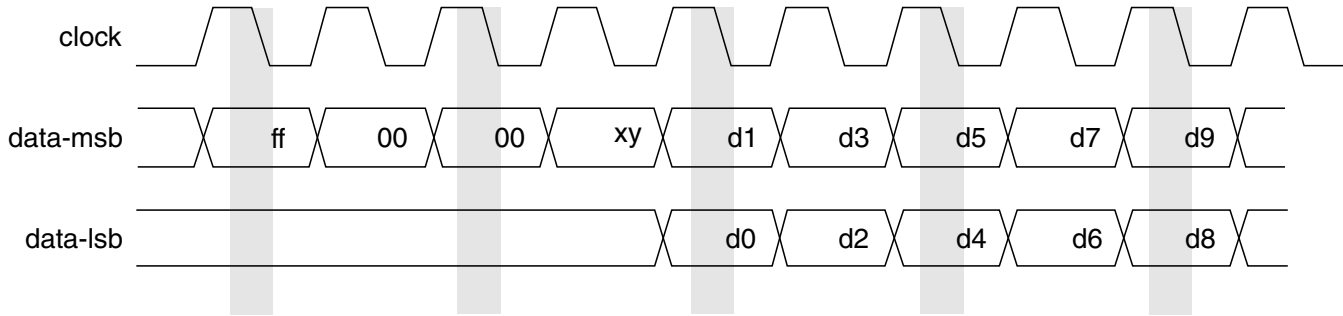 clock
data-msb ff 00 00 xy d1 d3 d5 d7 d9
data-lsb d0 d2 d4 d6 d8